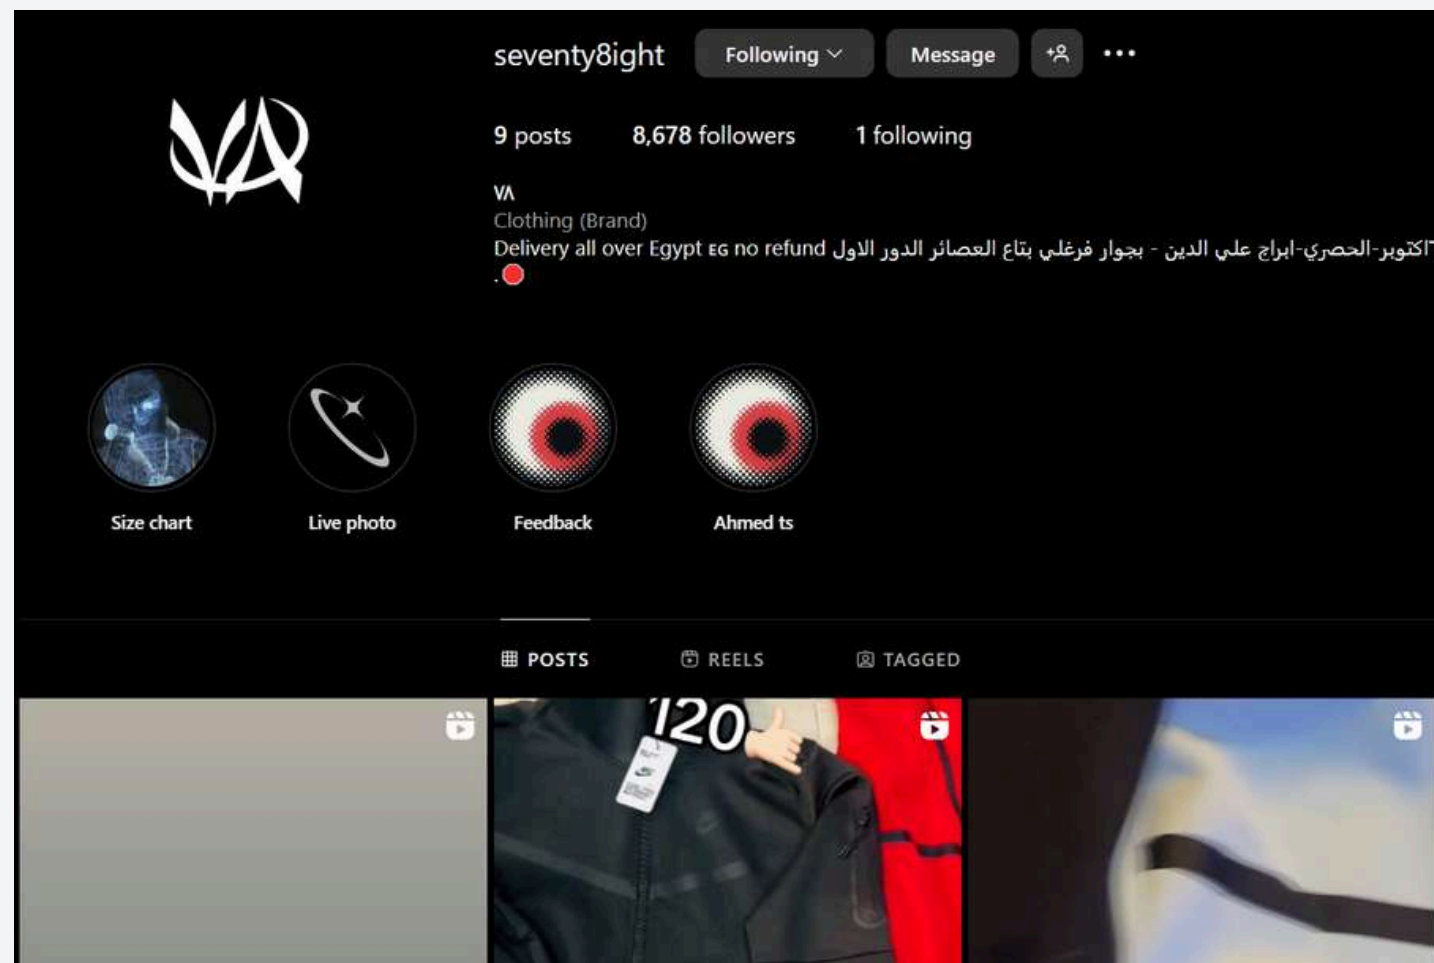 seventy8ight Following Message
9 posts 8,678 followers 1 following
٧٨
Clothing (Brand)
Delivery all over Egypt EG no refund ٦اكتوبر-الحصري-ابراج علي الدين - بجوار فرغلي بتاع العصائر الدور الاول
.
Size chart Live photo Feedback Ahmed ts
POSTS REELS TAGGED
120